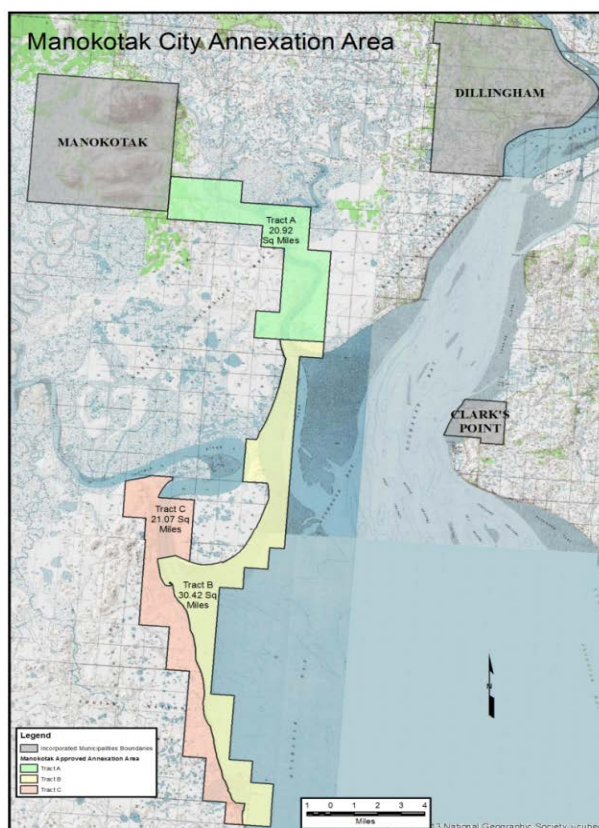 Manokotak City Annexation Area
DILLINGHAM
MANOKOTAK
Tract A
20.92
Sq Miles
CLARK'S
POINT
Tract C
21.07 Sq
Miles
Tract B
30.42 Sq
Miles
N
Legend
Incorporated Municipalities Boundaries
Manokotak Approved Annexation Area
Tract A
Tract B
Tract C
1 0 1 2 3 4
Miles
National Geographic Society